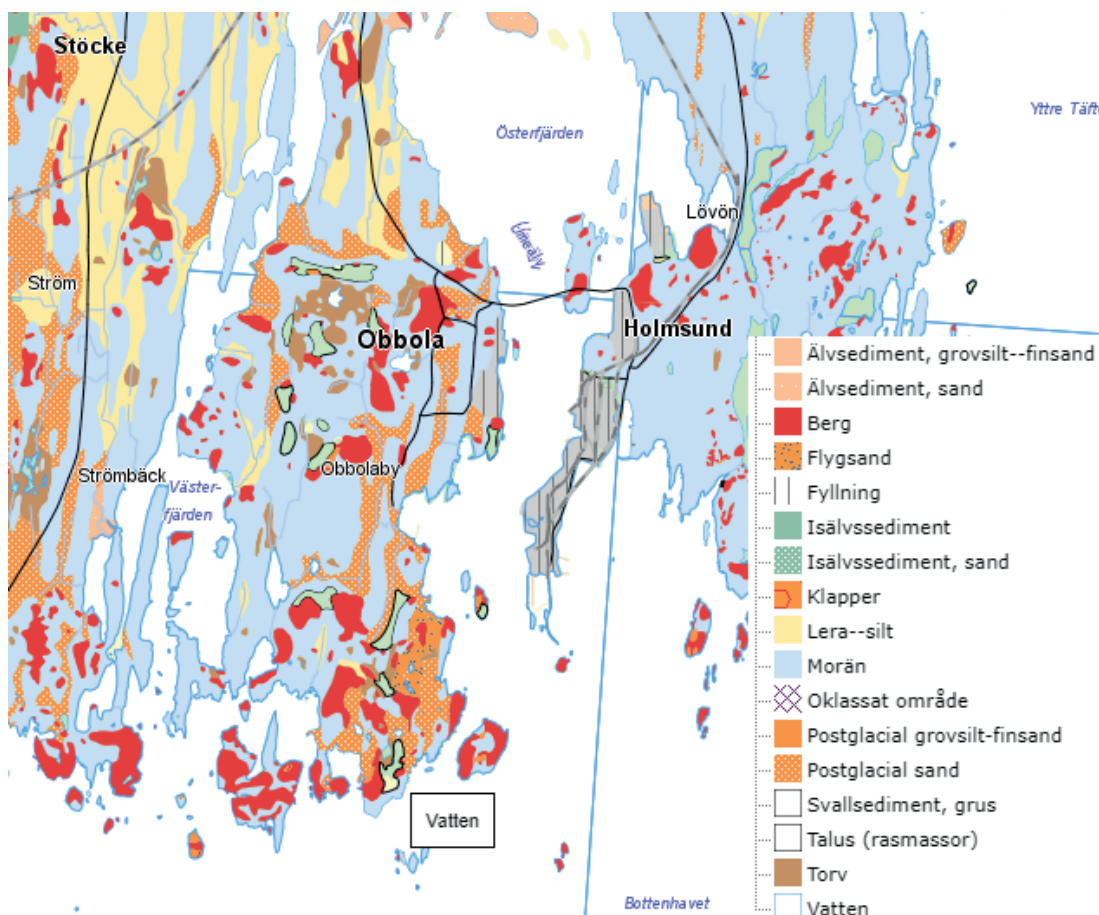 Stöcke
Österfjärden
Yttre Täfte
Umeälv
Lövön
Ström
Obbola
Holmsund
Strömbäck
Obbolaby
Väster-
fjärden
Älvsediment, grovsilt--finsand
Älvsediment, sand
Berg
Flygsand
Fyllning
Isälvssediment
Isälvssediment, sand
Klapper
Lera--silt
Morän
Oklassat område
Postglacial grovsilt-finsand
Postglacial sand
Svallsediment, grus
Talus (rasmassor)
Torv
Vatten
Vatten
Bottenhavet